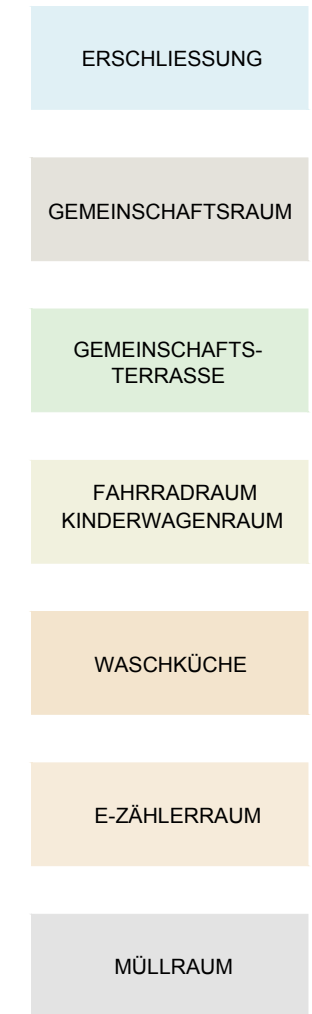 ERSCHLIESSUNG
GEMEINSCHAFTSRAUM
GEMEINSCHAFTS-
TERRASSE
FAHRRADRAUM
KINDERWAGENRAUM
WASCHKÜCHE
E-ZÄHLERRAUM
MÜLLRAUM